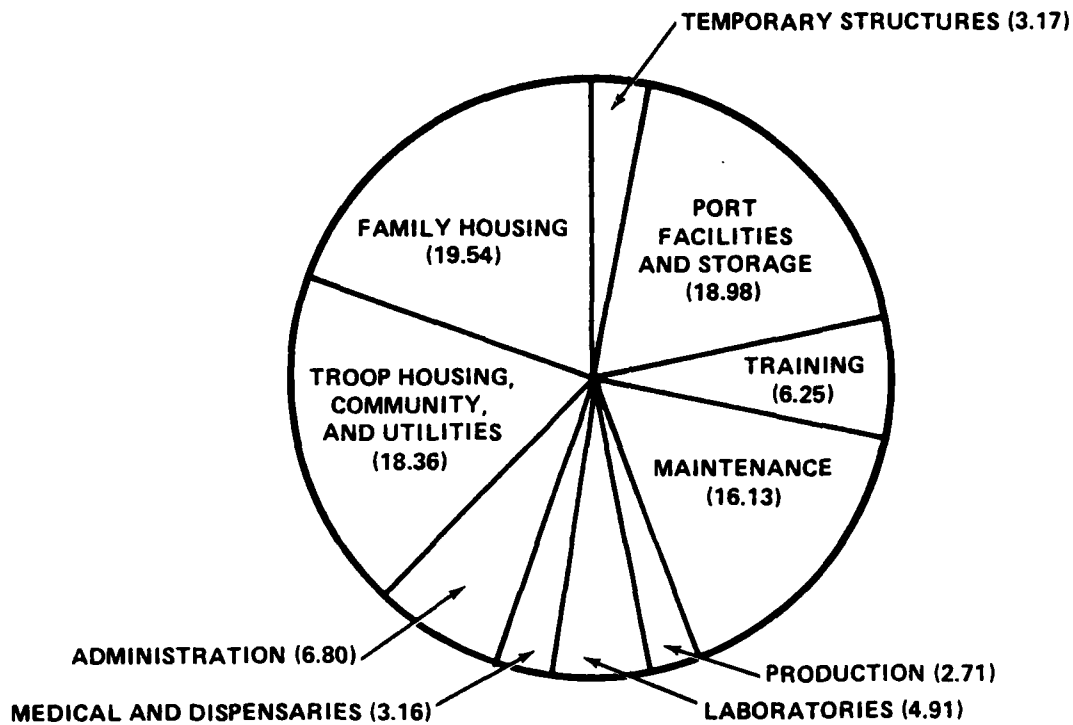 TEMPORARY STRUCTURES (3.17)
PORT
FACILITIES
AND STORAGE
(18.98)
FAMILY HOUSING
(19.54)
TRAINING
(6.25)
TROOP HOUSING,
COMMUNITY,
AND UTILITIES
(18.36)
MAINTENANCE
(16.13)
ADMINISTRATION (6.80)
PRODUCTION (2.71)
MEDICAL AND DISPENSARIES (3.16)
LABORATORIES (4.91)